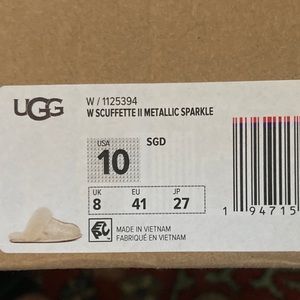 UGG
W / 1125394
W SCUFFETTE II METALLIC SPARKLE
USA
10
SGD
UK
8
EU
41
JP
27
MADE IN VIETNAM
FABRIQUÉ EN VIETNAM
1 94715